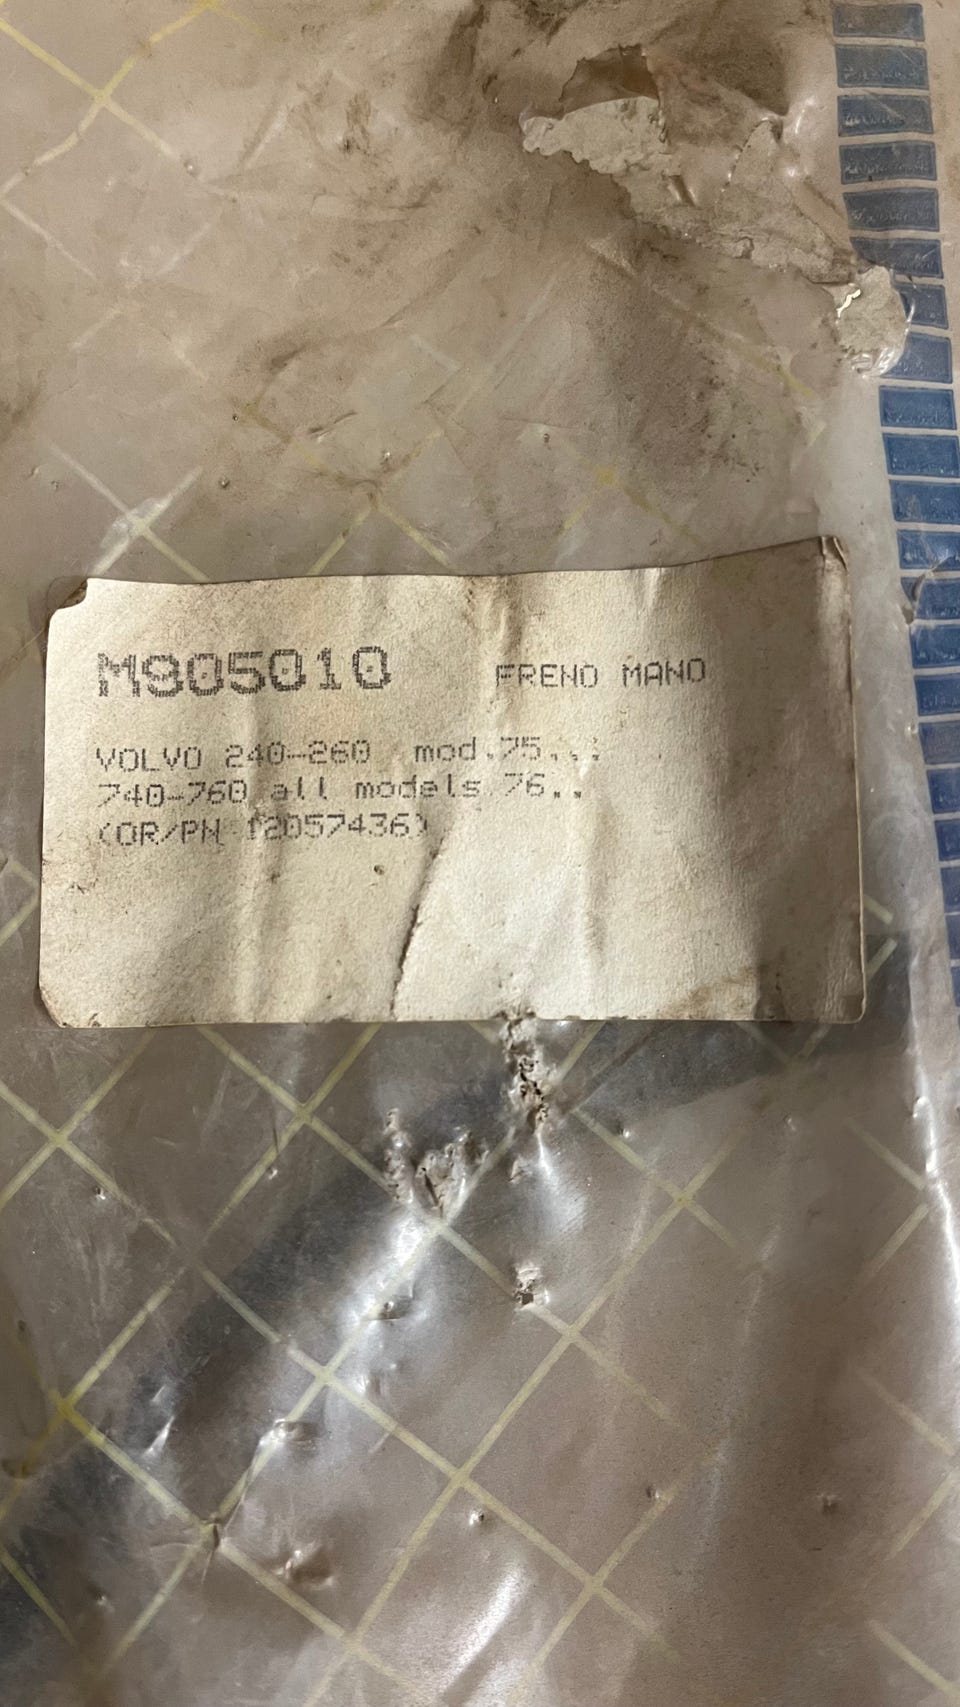 M905010 FRENO MANO
VOLVO 240-260 mod.75...
740-760 all models 76..
(OR/PN 12057436)